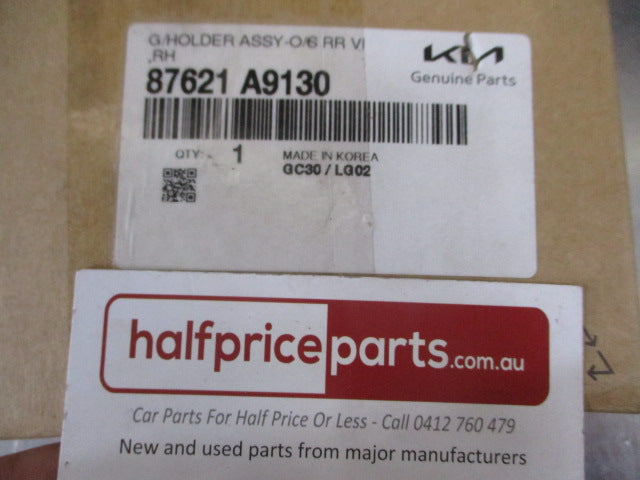 G/HOLDER ASSY-O/S RR VI
,RH
87621 A9130
KIA
Genuine Parts
QTY: 1 MADE IN KOREA
GC30 / LG02
halfpriceparts.com.au
Car Parts For Half Price Or Less - Call 0412 760 479
New and used parts from major manufacturers